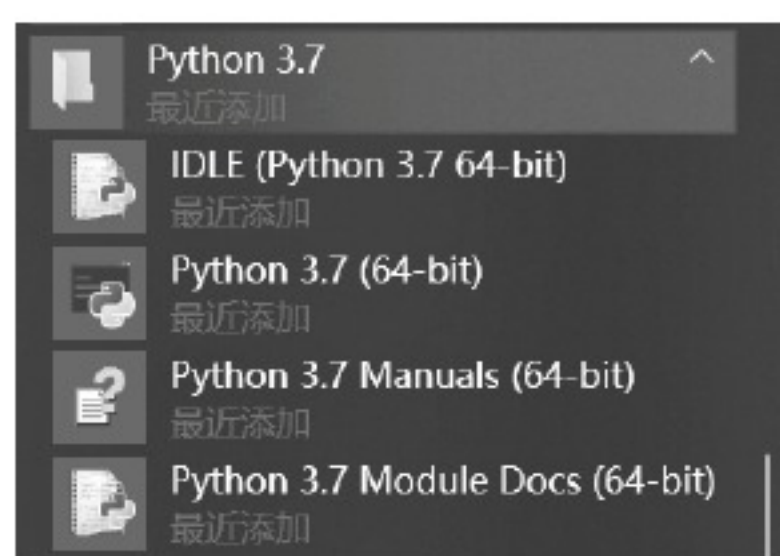 Python 3.7
最近添加
IDLE (Python 3.7 64-bit)
最近添加
Python 3.7 (64-bit)
最近添加
Python 3.7 Manuals (64-bit)
最近添加
Python 3.7 Module Docs (64-bit)
最近添加